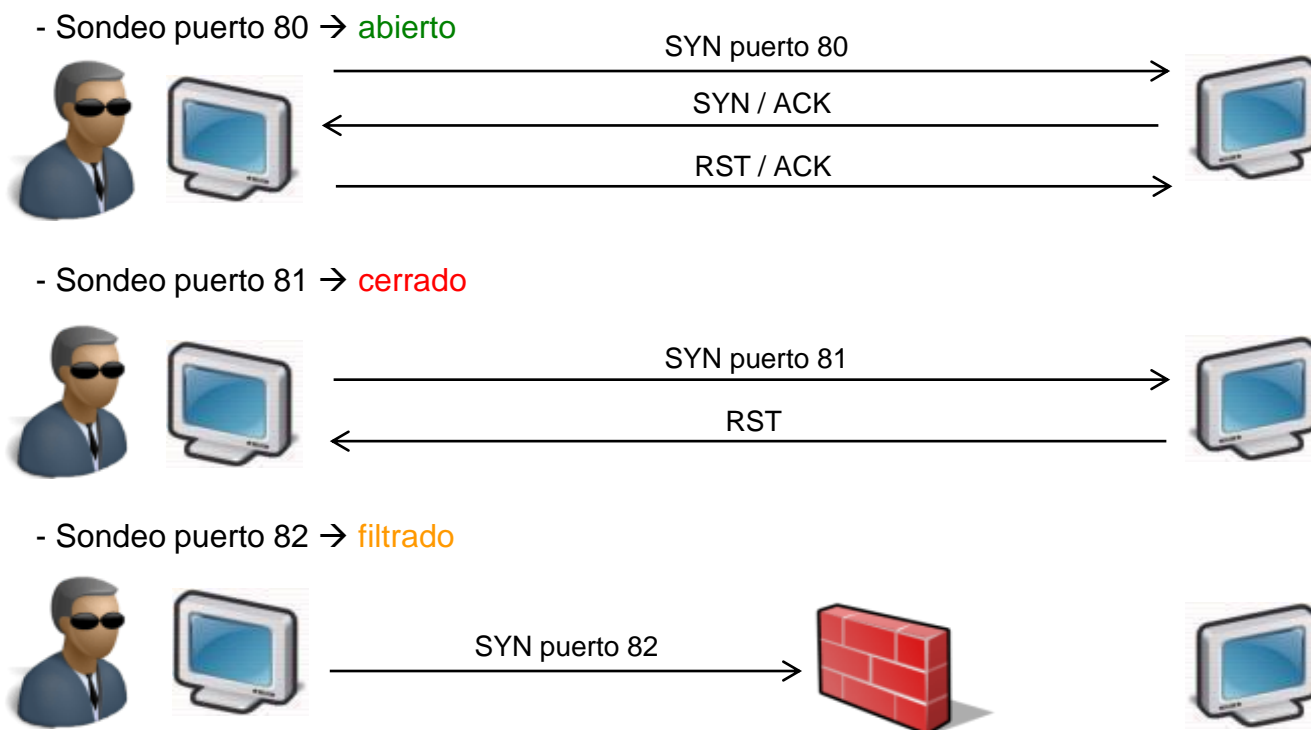 - Sondeo puerto 80 → abierto
SYN puerto 80
SYN / ACK
RST / ACK
- Sondeo puerto 81 → cerrado
SYN puerto 81
RST
- Sondeo puerto 82 → filtrado
SYN puerto 82